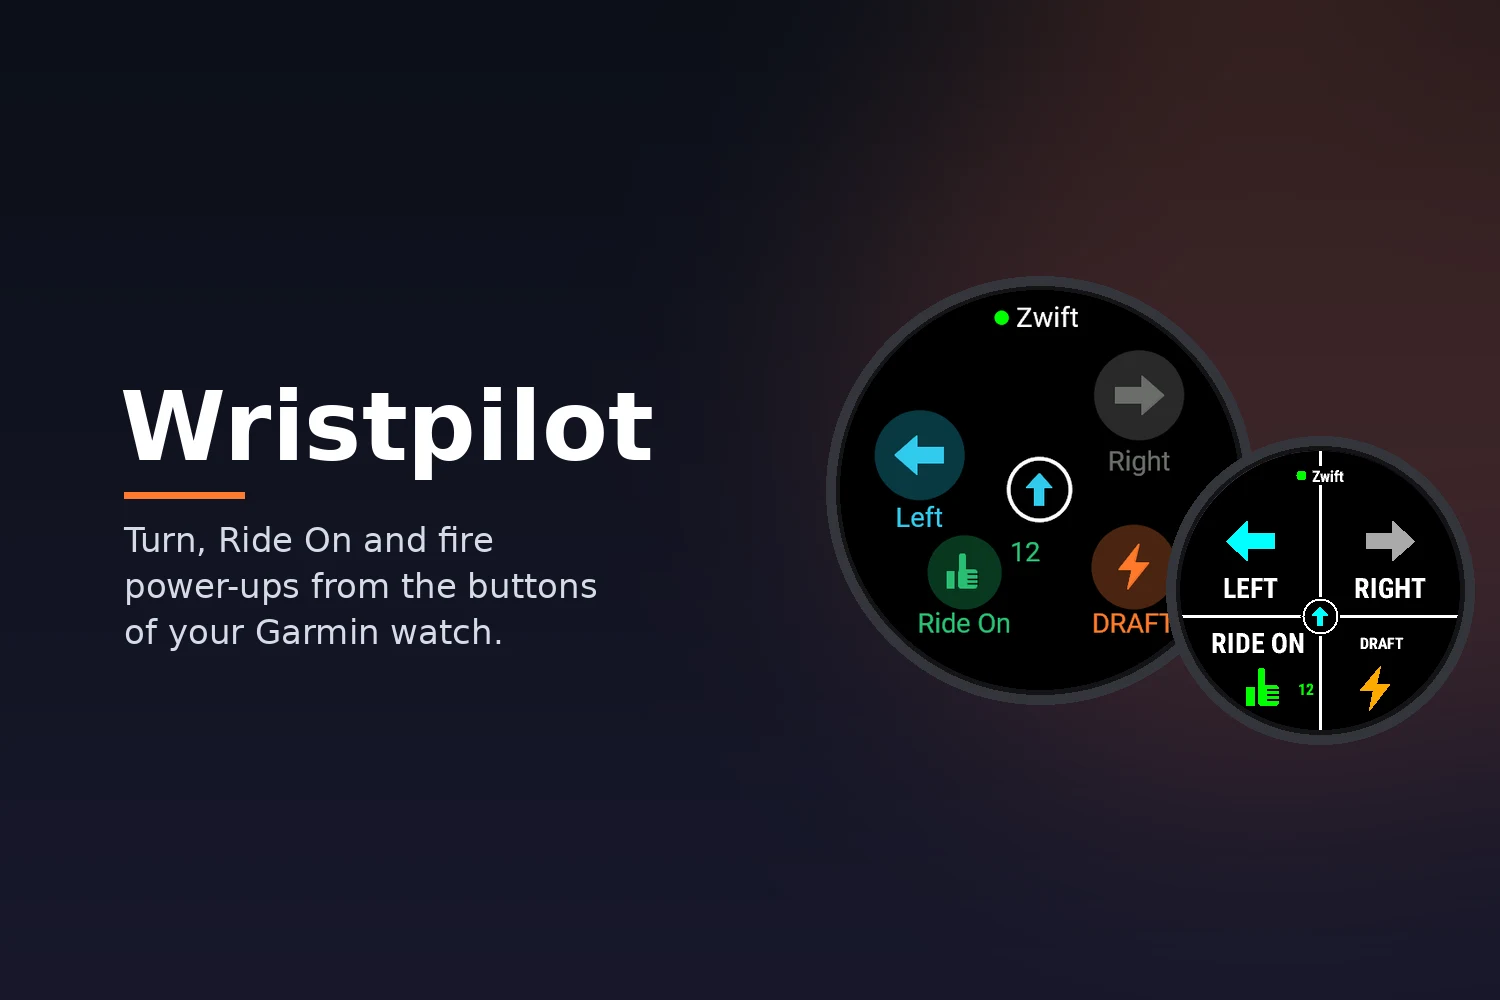 Wristpilot
Turn, Ride On and fire
power-ups from the buttons
of your Garmin watch.
Zwift
Right
Left
12
Ride On
DRAFT
Zwift
LEFT
RIGHT
RIDE ON
DRAFT
12